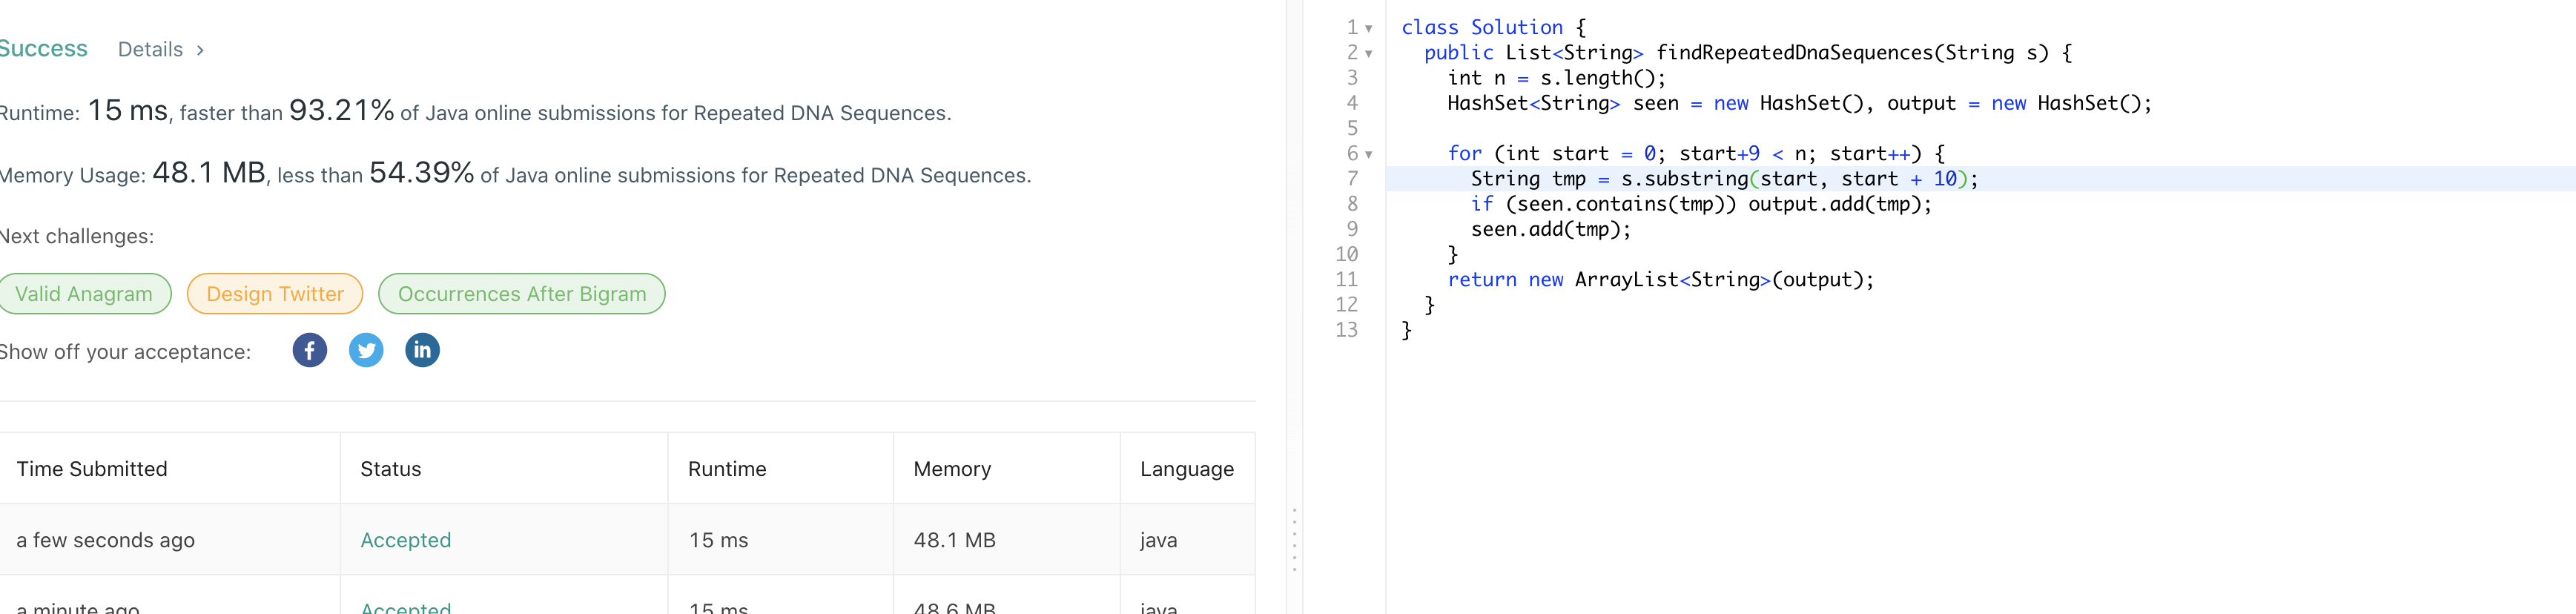 Success Details >
Runtime: 15 ms, faster than 93.21% of Java online submissions for Repeated DNA Sequences.
Memory Usage: 48.1 MB, less than 54.39% of Java online submissions for Repeated DNA Sequences.
Next challenges:
Valid Anagram Design Twitter Occurrences After Bigram
Show off your acceptance: f in
Time Submitted Status Runtime Memory Language
a few seconds ago Accepted 15 ms 48.1 MB java
a minute ago Accepted 15 ms 48.6 MB java
1 class Solution {
2 public List<String> findRepeatedDnaSequences(String s) {
3 int n = s.length();
4 HashSet<String> seen = new HashSet(), output = new HashSet();
5
6 for (int start = 0; start+9 < n; start++) {
7 String tmp = s.substring(start, start + 10);
8 if (seen.contains(tmp)) output.add(tmp);
9 seen.add(tmp);
10 }
11 return new ArrayList<String>(output);
12 }
13 }